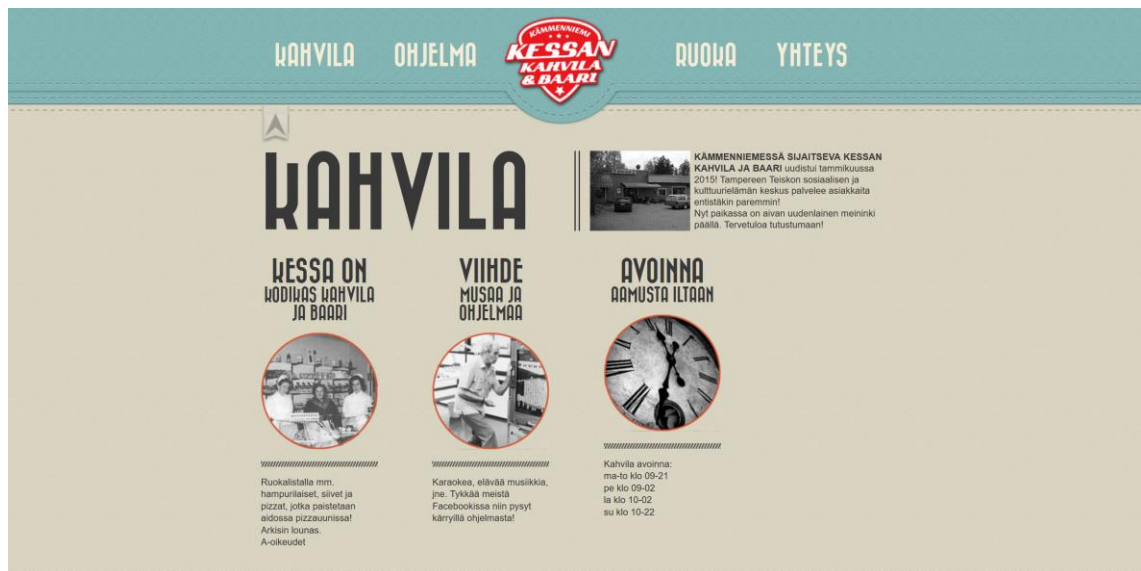 KAHVILA
OHJELMA
KÄMMENNIEMI
KESSAN
KAHVILA
& BAARI
RUOKA
YHTEYS
KAHVILA
KÄMMENNIEMESSÄ SIJAITSEVA KESSAN
KAHVILA JA BAARI uudistui tammikuussa
2015! Tampereen Teiskon sosiaalisen ja
kulttuurielämän keskus palvelee asiakkaita
entistäkin paremmin!
Nyt paikassa on aivan uudenlainen meininki
päällä. Tervetuloa tutustumaan!
KESSA ON
KODIKAS KAHVILA
JA BAARI
Ruokalistalla mm.
hampurilaiset, siivet ja
pizzat, jotka paistetaan
aidossa pizzauunissa!
Arkisin lounas.
A-oikeudet
VIIHDE
MUSAA JA
OHJELMAA
Karaokea, elävää musiikkia,
jne. Tykkää meistä
Facebookissa niin pysyt
kärryillä ohjelmasta!
AVOINNA
AAMUSTA ILTAAN
Kahvila avoinna:
ma-to klo 09-21
pe klo 09-02
la klo 10-02
su klo 10-22